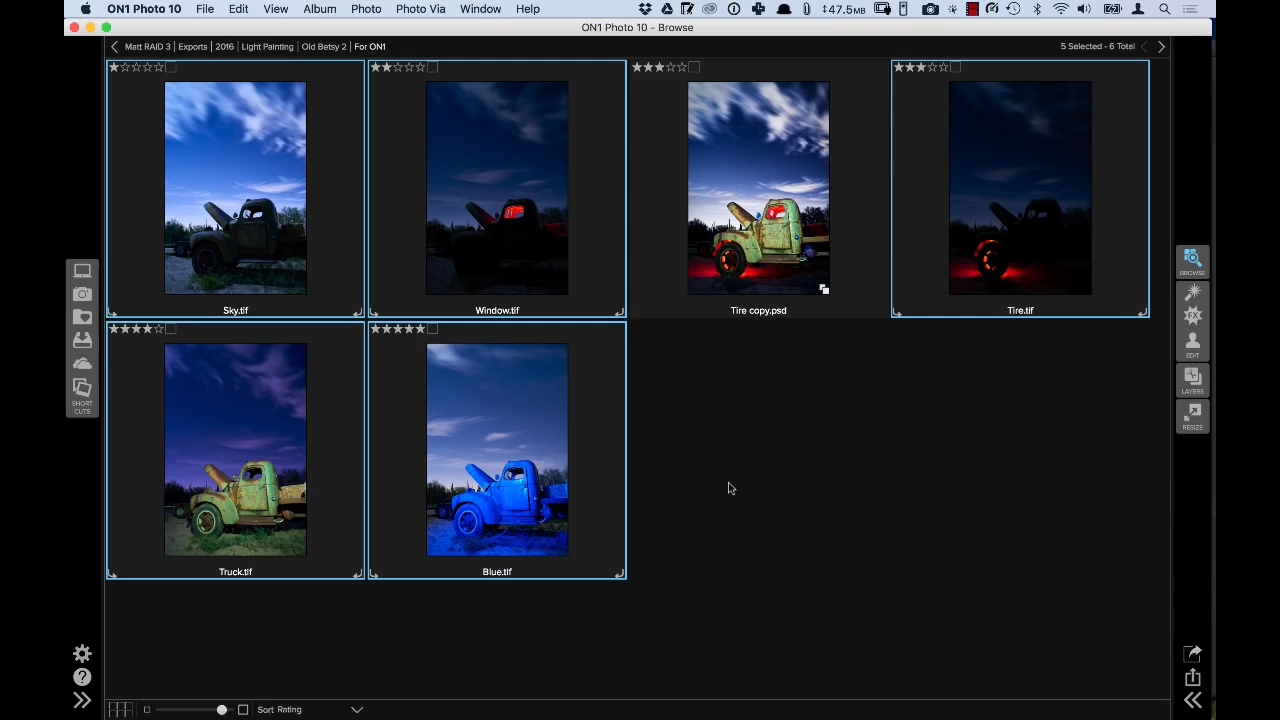 ON1 Photo 10 File Edit View Album Photo Photo Via Window Help 47.5MB
ON1 Photo 10 - Browse
Matt RAID 3 | Exports | 2016 | Light Painting | Old Betsy 2 | For ON1 5 Selected - 6 Total
Sky.tif Window.tif Tire copy.psd Tire.tif
Truck.tif Blue.tif
SHORT
CUTS
BROWSE
FX
EDIT
LAYERS
RESIZE
Sort Rating